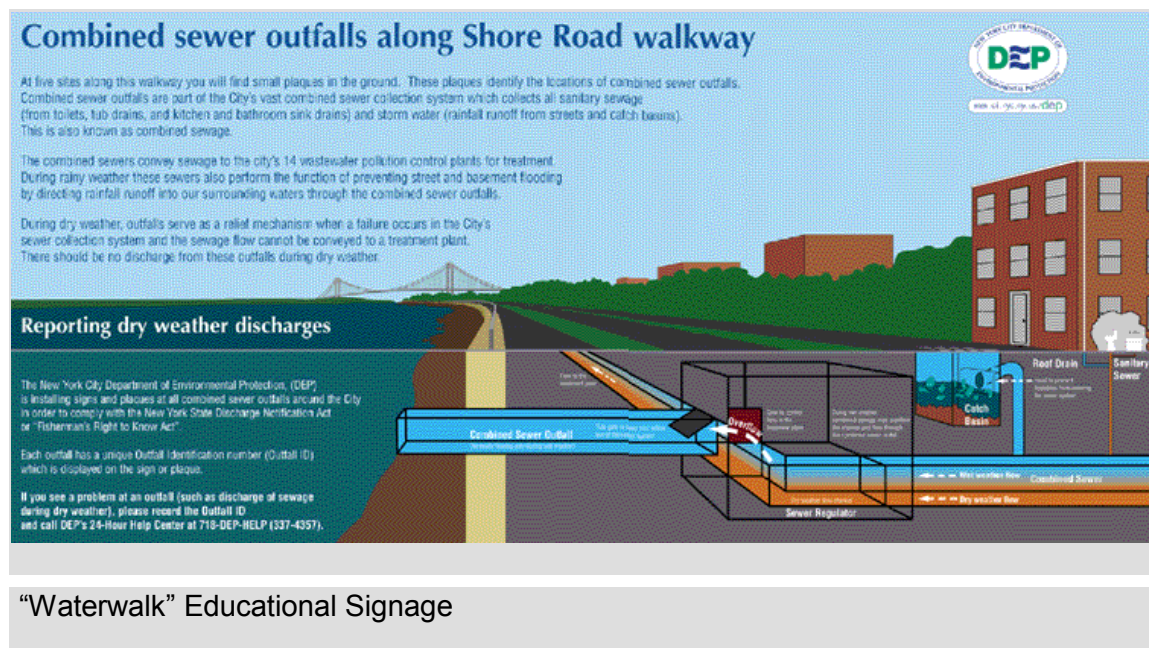 Combined sewer outfalls along Shore Road walkway
NEW YORK CITY DEPARTMENT OF
DEP
ENVIRONMENTAL PROTECTION
At five sites along this walkway you will find small plaques in the ground. These plaques identify the locations of combined sewer outfalls.
Combined sewer outfalls are part of the City's vast combined sewer collection system which collects all sanitary sewage
(from toilets, tub drains, and kitchen and bathroom sink drains) and storm water (rainfall runoff from streets and catch basins).
This is also known as combined sewage.
The combined sewers convey sewage to the city's 14 wastewater pollution control plants for treatment.
During rainy weather these sewers also perform the function of preventing street and basement flooding
by directing rainfall runoff into our surrounding waters through the combined sewer outfalls.
During dry weather, outfalls serve as a relief mechanism when a failure occurs in the City's
sewer collection system and the sewage flow cannot be conveyed to a treatment plant.
There should be no discharge from these outfalls during dry weather.
Reporting dry weather discharges
The New York City Department of Environmental Protection, (DEP)
is installing signs and plaques at all combined sewer outfalls around the City
in order to comply with the New York State Discharge Notification Act
or "Fisherman's Right to Know Act".
Each outfall has a unique Outfall Identification number (Outfall ID)
which is displayed on the sign or plaque.
If you see a problem at an outfall (such as discharge of sewage
during dry weather), please record the Outfall ID
and call DEP's 24-Hour Help Center at 718-DEP-HELP (337-4357).
Combined Sewer Outfall
Overflow
Sewer Regulator
Catch
Basin
Roof Drain
Sanitary
Sewer
Wet weather flow
Combined Sewer
Dry weather flow
“Waterwalk” Educational Signage